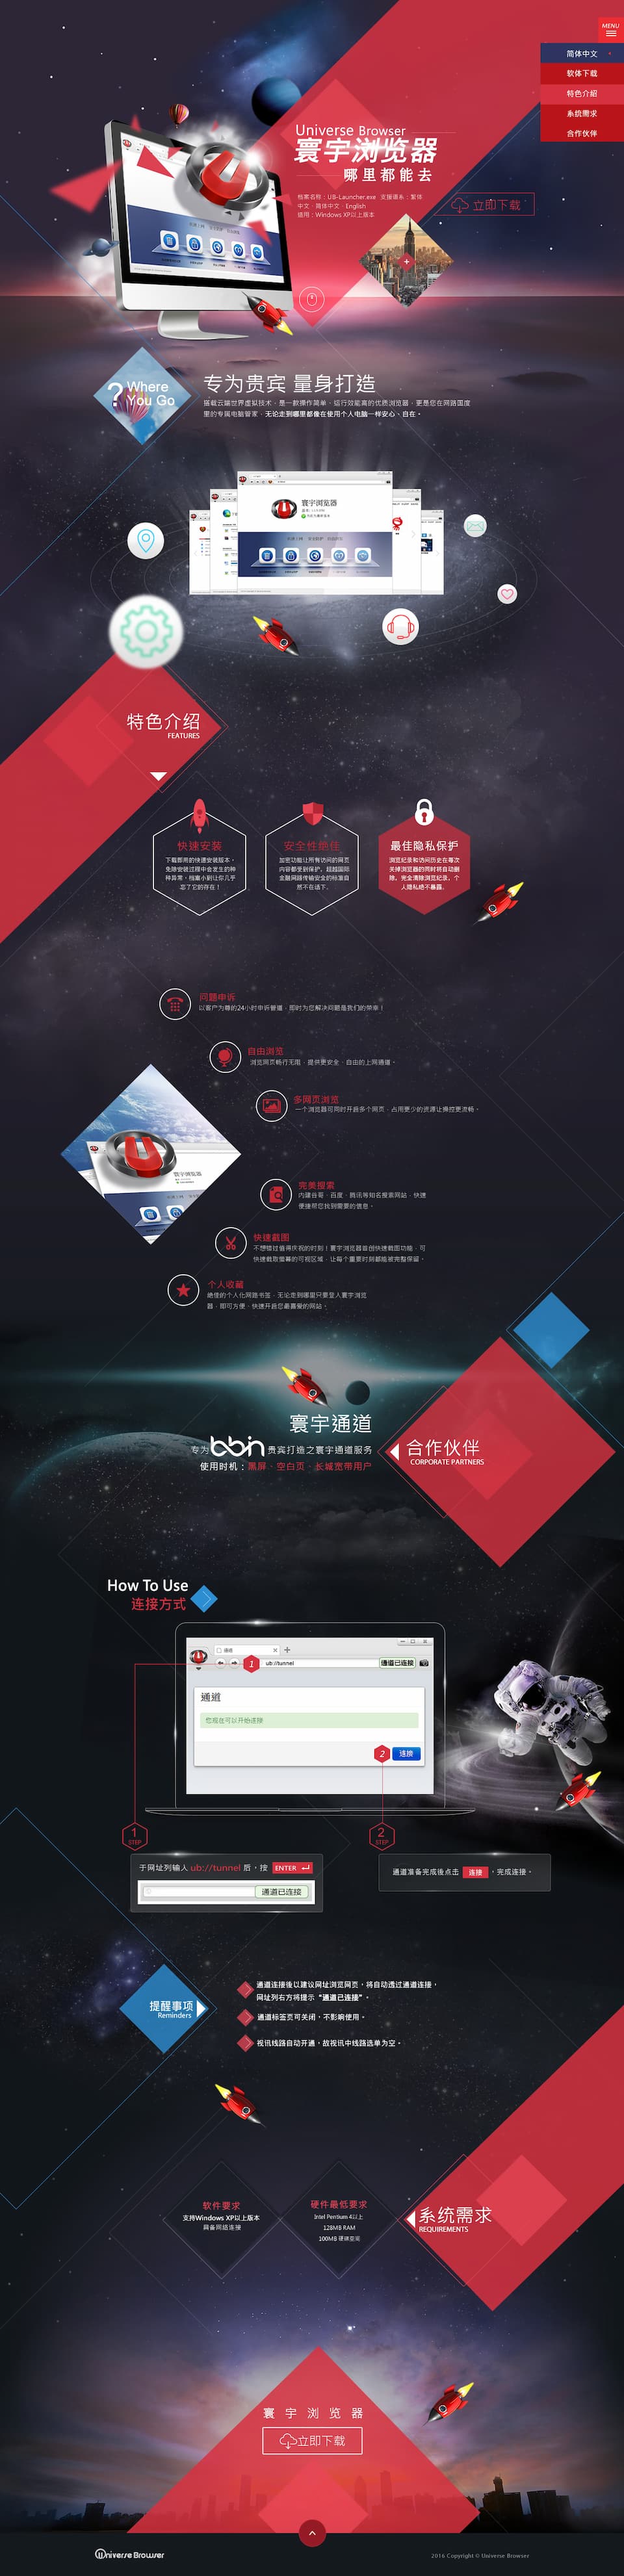 MENU
简体中文
软体下载
特色介绍
系统需求
合作伙伴
Universe Browser
寰宇浏览器
哪里都能去
档案名称：UB-Launcher.exe 支援语系：繁体
中文、简体中文、English
适用：Windows XP以上版本
立即下载
? Where
You Go
专为贵宾 量身打造
搭载云端世界虚拟技术，是一款操作简单、运行效能高的优质浏览器，更是您在网路国度
里的专属电脑管家，无论走到哪里都像在使用个人电脑一样安心、自在。
寰宇浏览器
特色介绍
FEATURES
快速安装
下载即用的快速安装版本，
免除安装过程中会发生的种
种异常，档案小到让你几乎
忘了它的存在！
安全性绝佳
加密功能让所有访问的网页
内容都受到保护，超越国际
金融网路传输安全的标准自
然不在话下。
最佳隐私保护
浏览纪录和访问历史在每次
关掉浏览器的同时将自动删
除。完全清除浏览纪录，个
人隐私绝不暴露。
问题申诉
以客户为尊的24小时申诉管道，即时为您解决问题是我们的荣幸！
自由浏览
浏览网页畅行无阻，提供更安全、自由的上网通道。
多网页浏览
一个浏览器可同时开启多个网页，占用更少的资源让操控更流畅。
寰宇浏览器
完美搜索
内建谷哥、百度、腾讯等知名搜索网站，快速
便捷帮您找到需要的信息。
快速截图
不想错过值得庆祝的时刻！寰宇浏览器首创快速截图功能，可
快速截取萤幕的可视区域，让每个重要时刻都能被完整保留。
个人收藏
绝佳的个人化网路书签，无论走到哪里只要登入寰宇浏览
器，即可方便、快速开启您最喜爱的网站。
寰宇通道
专为bbin贵宾打造之寰宇通道服务
使用时机：黑屏、空白页、长城宽带用户
合作伙伴
CORPORATE PARTNERS
How To Use
连接方式
通道
1 ub://tunnel 通道已连接
通道
您现在可以开始连接
2 连接
1
STEP
2
STEP
于网址列输入 ub://tunnel 后，按 ENTER
通道已连接
通道准备完成後点击 连接 ，完成连接。
提醒事项
Reminders
通道连接後以建议网址浏览网页，将自动透过通道连接，
网址列右方将提示“通道已连接”。
通道标签页可关闭，不影响使用。
视讯线路自动开通，故视讯中线路选单为空。
软件要求
支持Windows XP以上版本
具备网络连接
硬件最低要求
Intel Pentium 4以上
128MB RAM
100MB 硬碟空间
系统需求
REQUIREMENTS
寰宇浏览器
立即下载
Universe Browser
2016 Copyright © Universe Browser